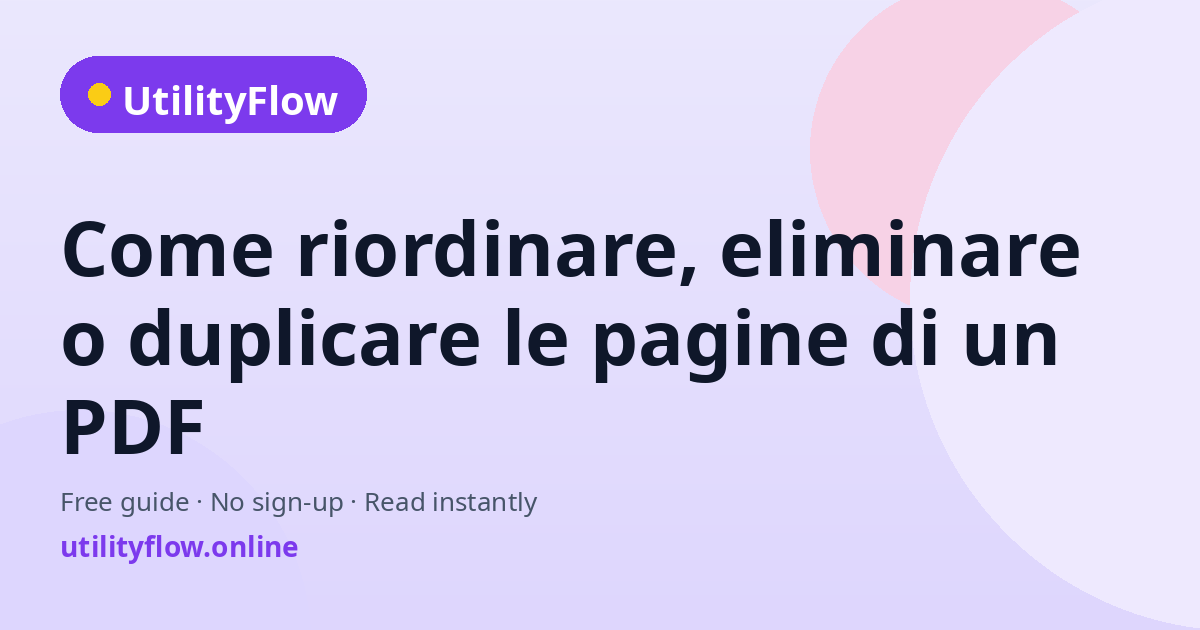 UtilityFlow
Come riordinare, eliminare
o duplicare le pagine di un
PDF
Free guide · No sign-up · Read instantly
utilityflow.online